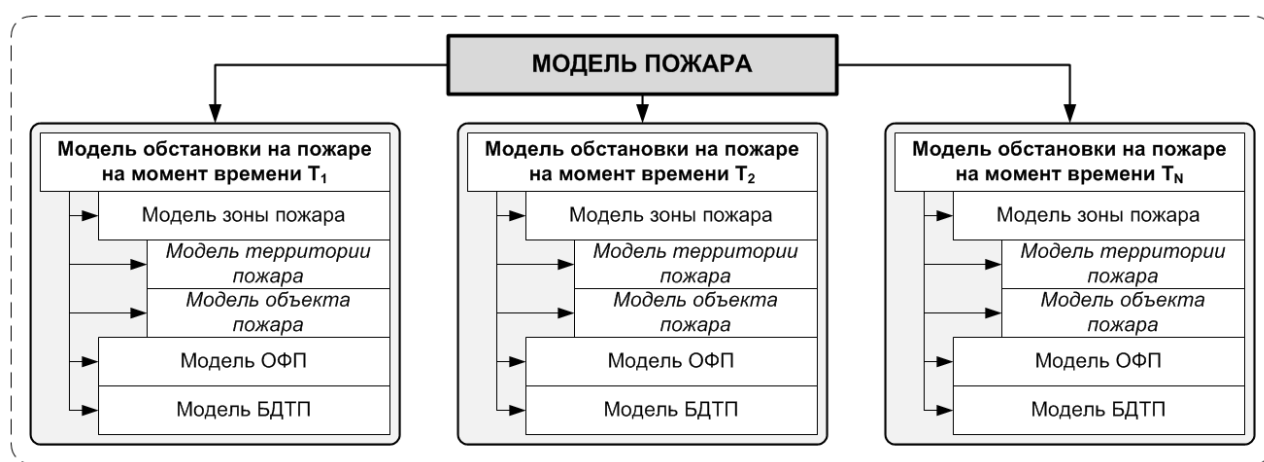 МОДЕЛЬ ПОЖАРА
Модель обстановки на пожаре
на момент времени T₁
Модель зоны пожара
Модель территории
пожара
Модель объекта
пожара
Модель ОФП
Модель БДТП
Модель обстановки на пожаре
на момент времени T₂
Модель зоны пожара
Модель территории
пожара
Модель объекта
пожара
Модель ОФП
Модель БДТП
Модель обстановки на пожаре
на момент времени Tₙ
Модель зоны пожара
Модель территории
пожара
Модель объекта
пожара
Модель ОФП
Модель БДТП